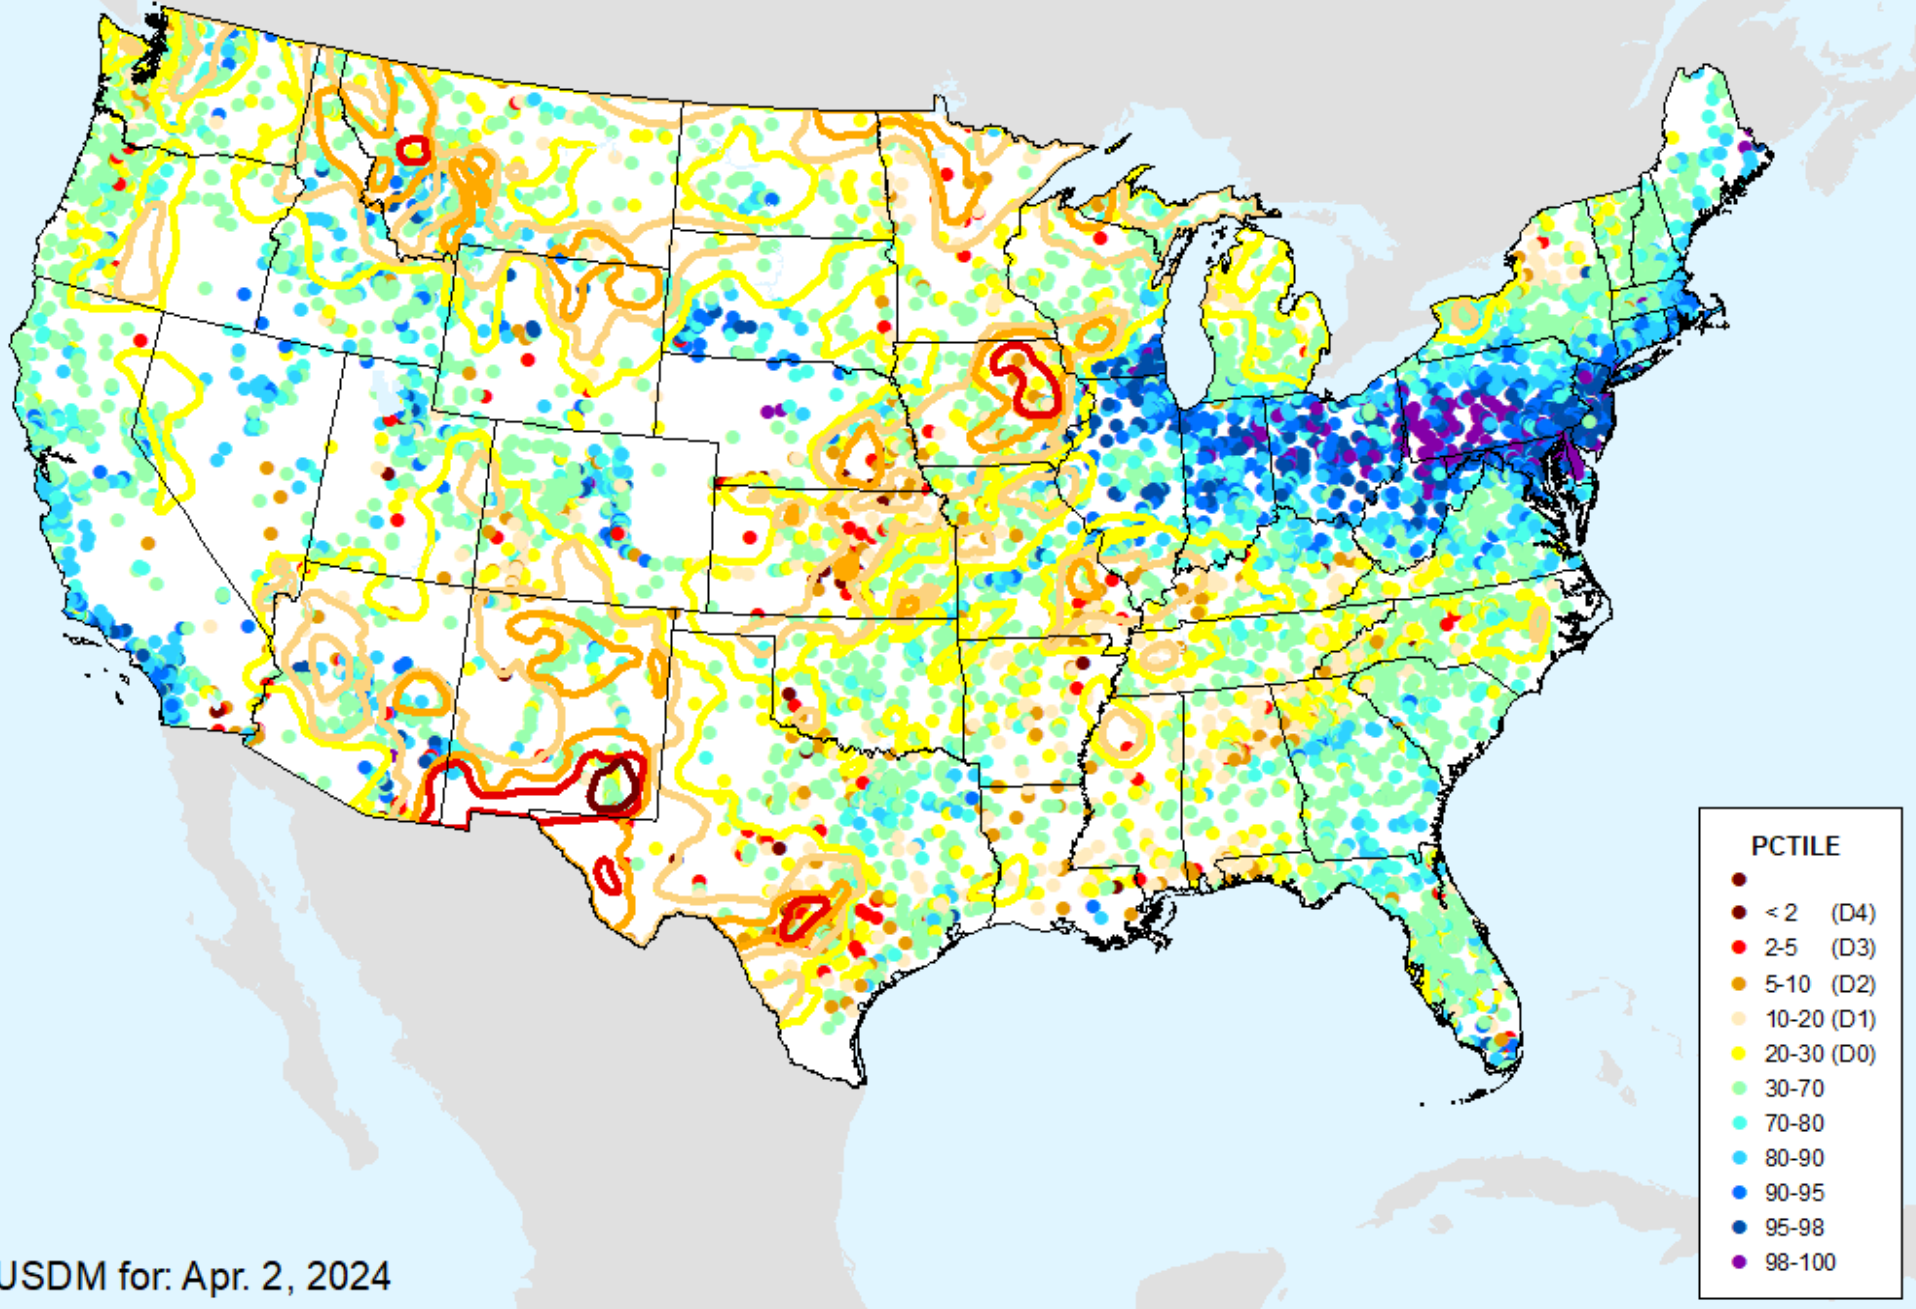 PCTILE
< 2 (D4)
2-5 (D3)
5-10 (D2)
10-20 (D1)
20-30 (D0)
30-70
70-80
80-90
90-95
95-98
98-100
USDM for: Apr. 2, 2024